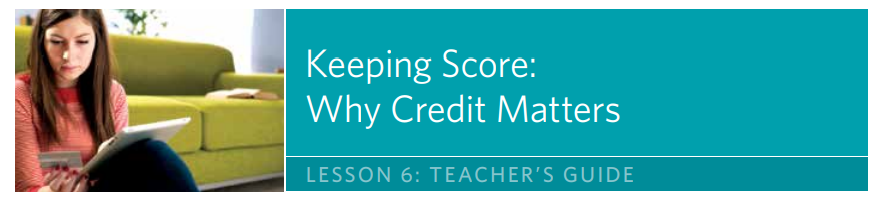 Keeping Score:
Why Credit Matters
LESSON 6: TEACHER’S GUIDE